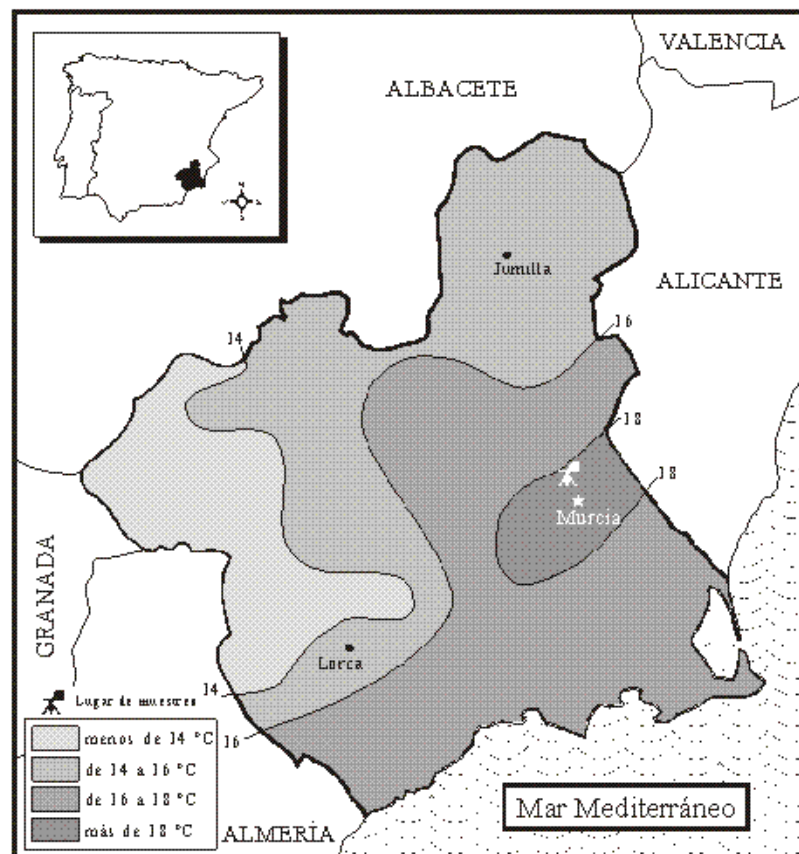 VALENCIA
ALBACETE
N
S
Jumilla
ALICANTE
16
14
18
18
Murcia
GRANADA
Lorca
14
Lugar de muestreo
16
menos de 14 °C
de 14 a 16 °C
de 16 a 18 °C
más de 18 °C
ALMERÍA
Mar Mediterráneo